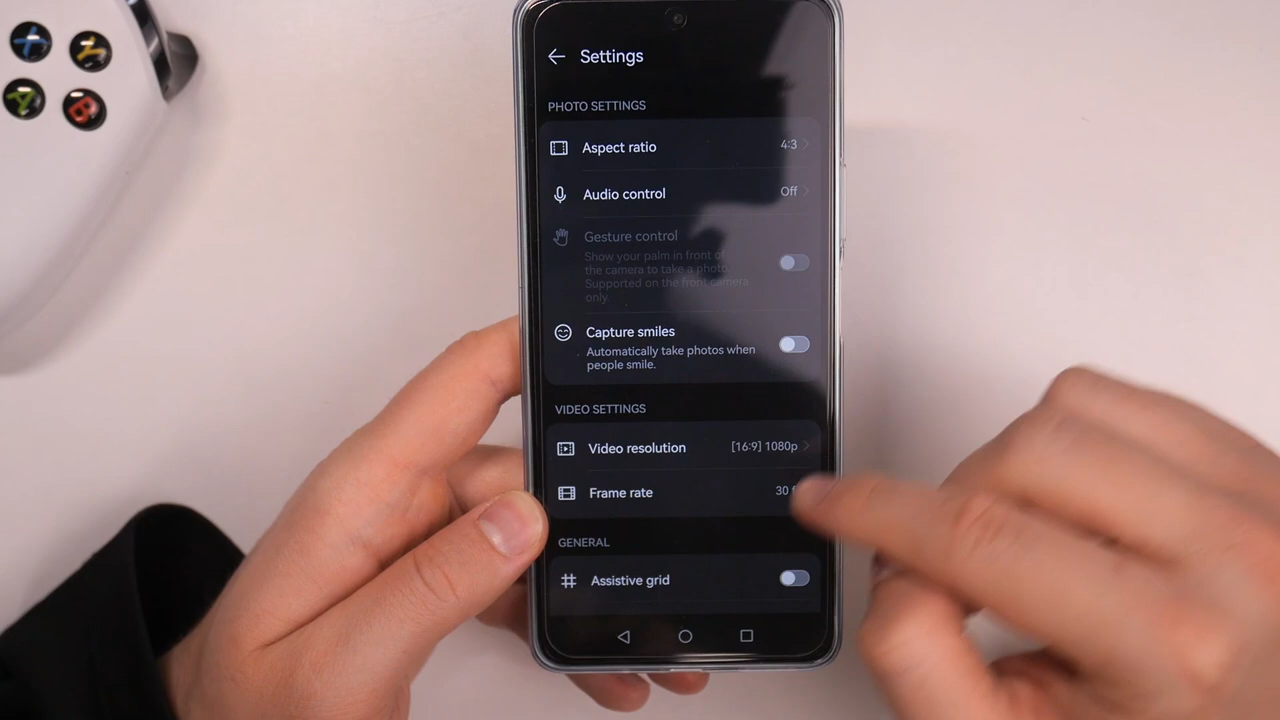 X
Y
A
B
Settings
PHOTO SETTINGS
Aspect ratio 4:3
Audio control Off
Gesture control
Show your palm in front of
the camera to take a photo.
Supported on the front camera
only.
Capture smiles
Automatically take photos when
people smile.
VIDEO SETTINGS
Video resolution [16:9] 1080p
Frame rate 30
GENERAL
Assistive grid